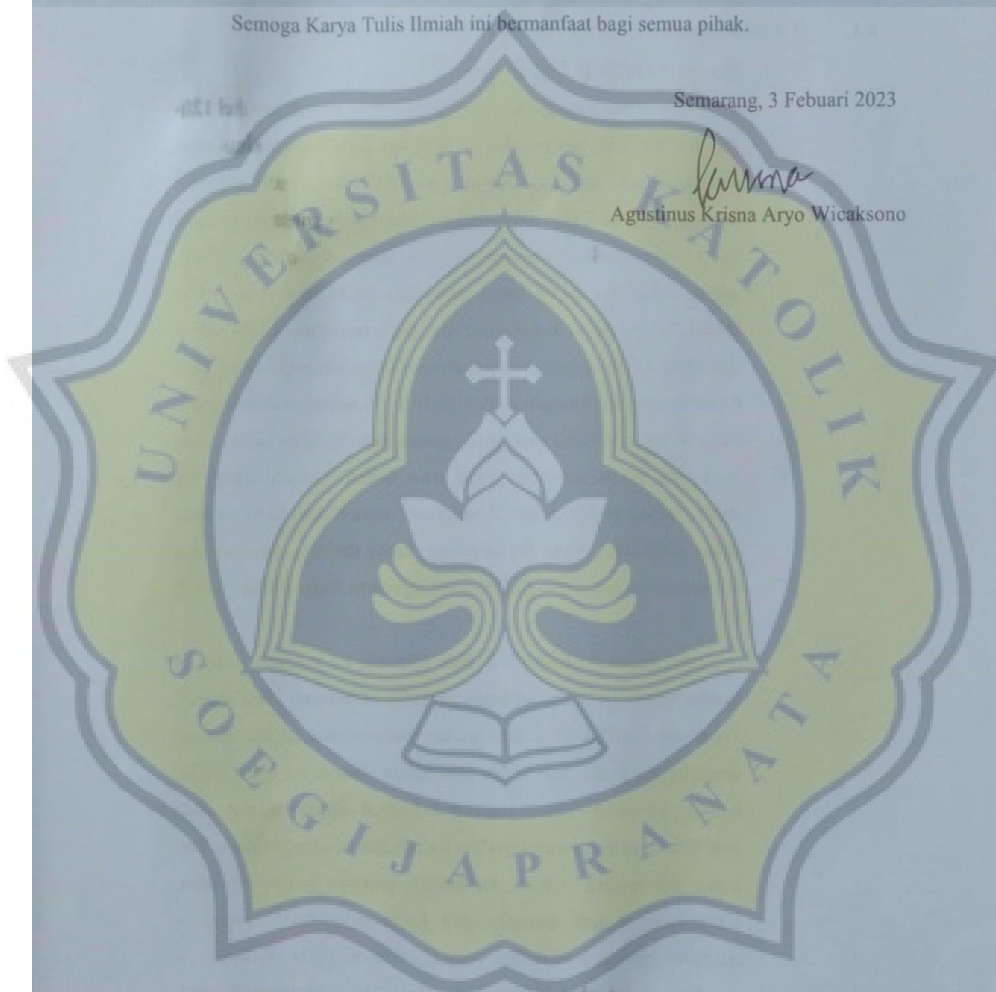 Semoga Karya Tulis Ilmiah ini bermanfaat bagi semua pihak.
Semarang, 3 Febuari 2023
Agustinus Krisna Aryo Wicaksono
UNIVERSITAS KATOLIK
SOEGIJAPRANATA